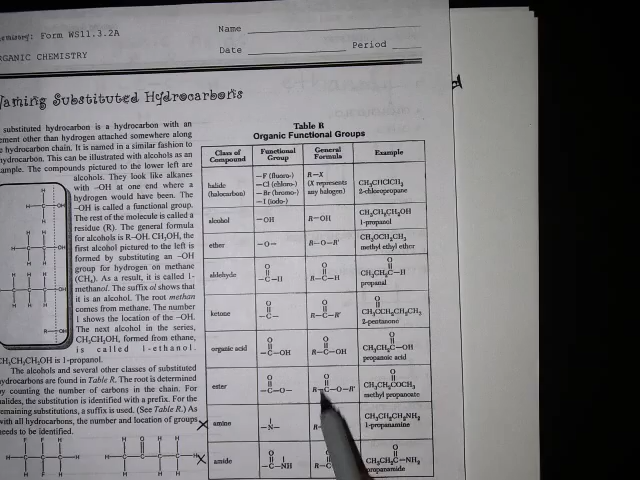 emistry: Form WS11.3.2A
Name
RGANIC CHEMISTRY
Date
Period
Naming Substituted Hydrocarbons
substituted hydrocarbon is a hydrocarbon with an
ement other than hydrogen attached somewhere along
e hydrocarbon chain. It is named in a similar fashion to
hydrocarbon. This can be illustrated with alcohols as an
ample. The compounds pictured to the lower left are
alcohols. They look like alkanes
with –OH at one end where a
hydrogen would have been. The
–OH is called a functional group.
The rest of the molecule is called a
residue (R). The general formula
for alcohols is R–OH. CH₃OH, the
first alcohol pictured to the left is
formed by substituting an –OH
group for hydrogen on methane
(CH₄). As a result, it is called 1-
methanol. The suffix ol shows that
it is an alcohol. The root methan
comes from methane. The number
1 shows the location of the –OH.
The next alcohol in the series,
CH₃CH₂OH, formed from ethane,
is called 1-ethanol.
CH₃CH₂CH₂OH is 1-propanol.
The alcohols and several other classes of substituted
hydrocarbons are found in Table R. The root is determined
by counting the number of carbons in the chain. For
halides, the substitution is identified with a prefix. For the
remaining substitutions, a suffix is used. (See Table R.) As
with all hydrocarbons, the number and location of groups
needs to be identified.
Table R
Organic Functional Groups
Class of Compound
Functional Group
General Formula
Example
halide (halocarbon)
–F (fluoro-)
–Cl (chloro-)
–Br (bromo-)
–I (iodo-)
R–X
(X represents any halogen)
CH₃CHClCH₃
2-chloropropane
alcohol
–OH
R–OH
CH₃CH₂CH₂OH
1-propanol
ether
–O–
R–O–R'
CH₃OCH₂CH₃
methyl ethyl ether
aldehyde
O
–C–H
O
R–C–H
O
CH₃CH₂C–H
propanal
ketone
O
–C–
O
R–C–R'
O
CH₃CCH₂CH₂CH₃
2-pentanone
organic acid
O
–C–OH
O
R–C–OH
O
CH₃CH₂C–OH
propanoic acid
ester
O
–C–O–
O
R–C–O–R'
O
CH₃CH₂COCH₃
methyl propanoate
amine
–N–
CH₃CH₂CH₂NH₂
1-propanamine
amide
O
–C–NH
R–C
O
CH₃CH₂C–NH₂
propanamide